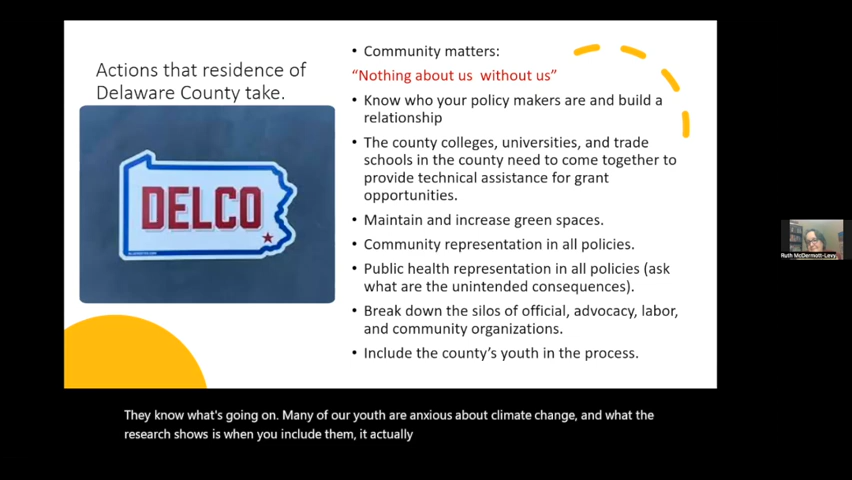 Actions that residence of
Delaware County take.
DELCO
• Community matters:
“Nothing about us  without us”
• Know who your policy makers are and build a
relationship
• The county colleges, universities, and trade
schools in the county need to come together to
provide technical assistance for grant
opportunities.
• Maintain and increase green spaces.
• Community representation in all policies.
• Public health representation in all policies (ask
what are the unintended consequences).
• Break down the silos of official, advocacy, labor,
and community organizations.
• Include the county’s youth in the process.
Ruth McDermott-Levy
They know what's going on. Many of our youth are anxious about climate change, and what the
research shows is when you include them, it actually